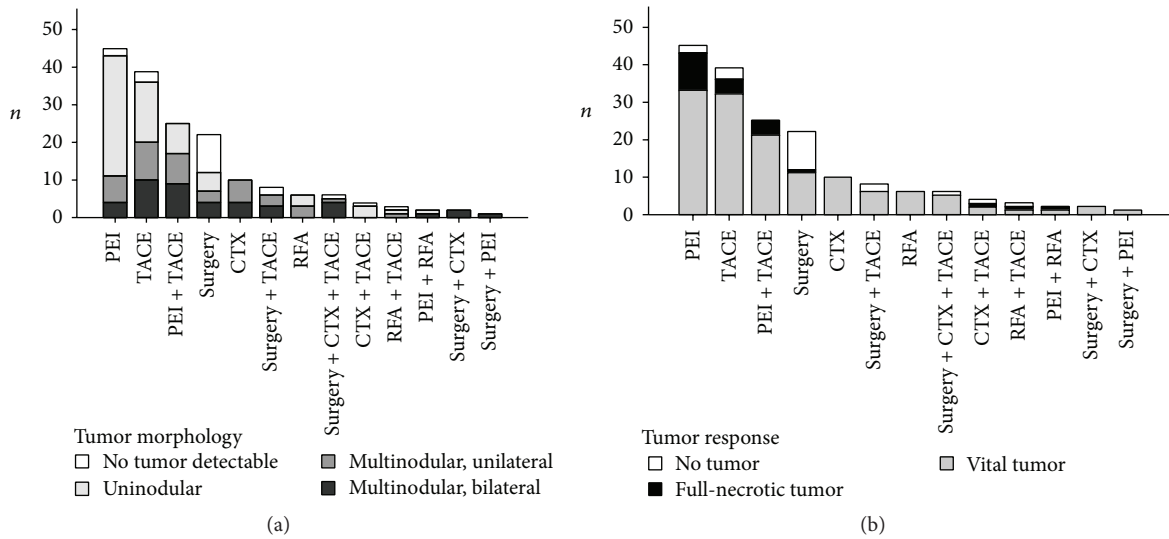 50
40
30
20
10
0
n
PEI
TACE
PEI + TACE
Surgery
CTX
Surgery + TACE
RFA
Surgery + CTX + TACE
CTX + TACE
RFA + TACE
PEI + RFA
Surgery + CTX
Surgery + PEI
Tumor morphology
No tumor detectable
Uninodular
Multinodular, unilateral
Multinodular, bilateral
(a)
50
40
30
20
10
0
n
PEI
TACE
PEI + TACE
Surgery
CTX
Surgery + TACE
RFA
Surgery + CTX + TACE
CTX + TACE
RFA + TACE
PEI + RFA
Surgery + CTX
Surgery + PEI
Tumor response
No tumor
Full-necrotic tumor
Vital tumor
(b)